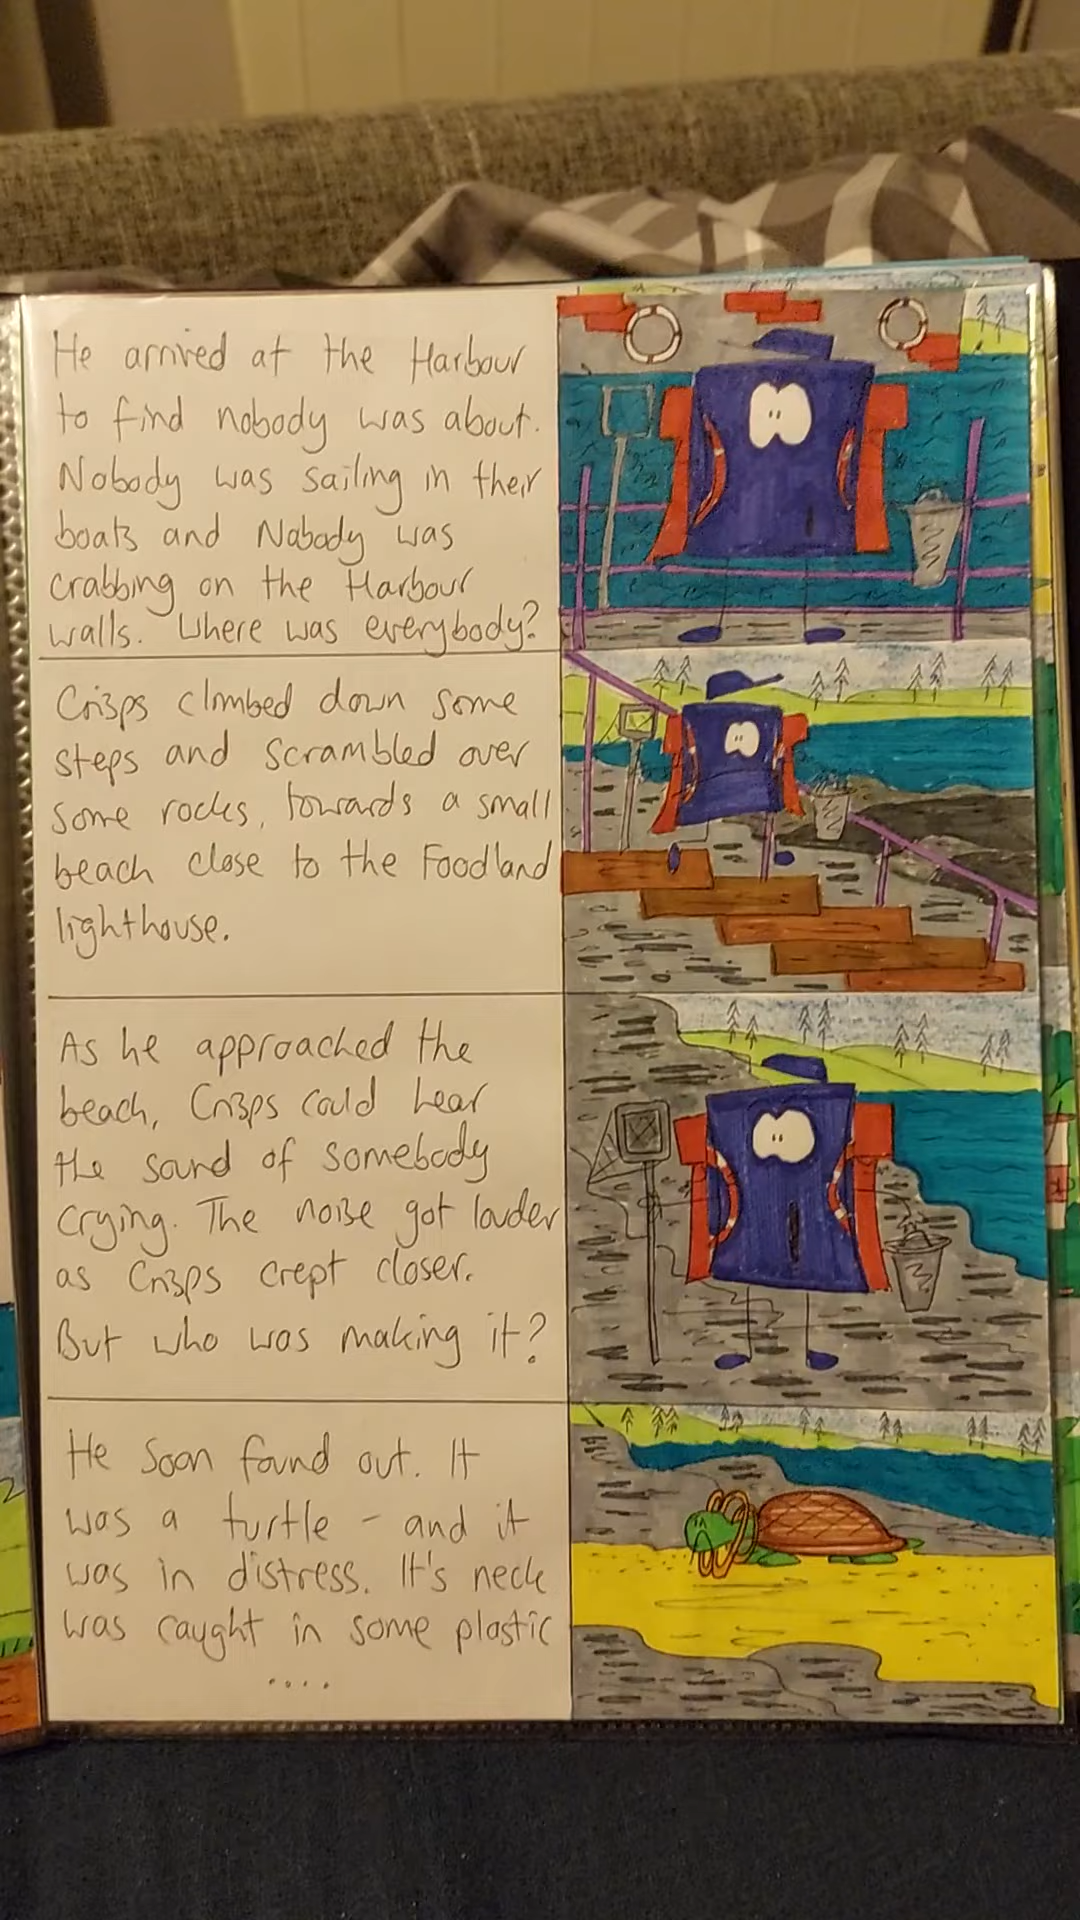 He arrived at the Harbour
to find nobody was about.
Nobody was sailing in their
boats and Nobody was
crabbing on the Harbour
walls. Where was everybody?
Crisps climbed down some
steps and scrambled over
some rocks, towards a small
beach close to the Foodland
lighthouse.
As he approached the
beach, Crisps could hear
the sound of somebody
crying. The noise got louder
as Crisps crept closer.
But who was making it?
He soon found out. It
was a turtle - and it
was in distress. It's neck
was caught in some plastic
....